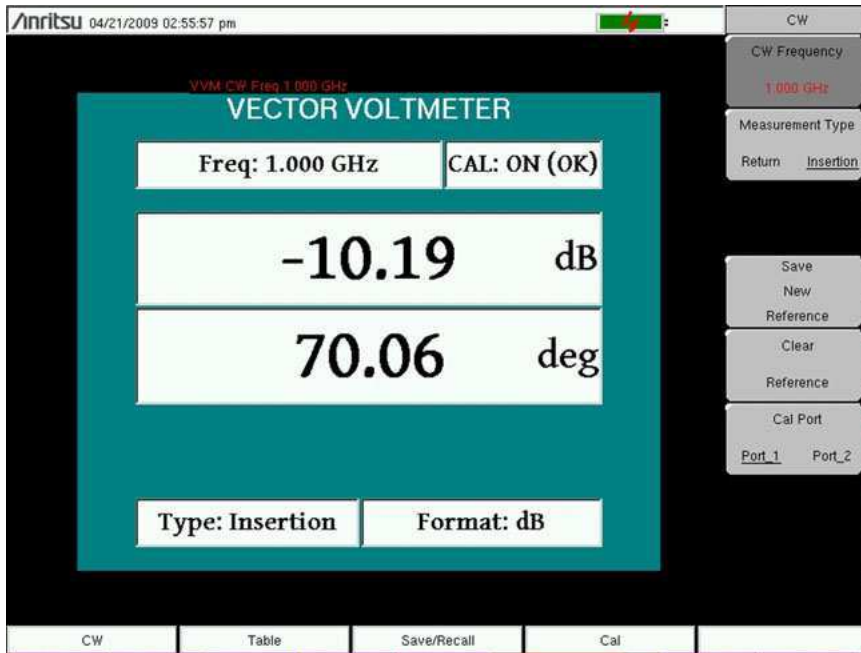 Anritsu 04/21/2009 02:55:57 pm
VVM CW Freq 1.000 GHz
VECTOR VOLTMETER
Freq: 1.000 GHz
CAL: ON (OK)
-10.19 dB
70.06 deg
Type: Insertion
Format: dB
CW
CW Frequency
1.000 GHz
Measurement Type
Return Insertion
Save
New
Reference
Clear
Reference
Cal Port
Port_1 Port_2
CW Table Save/Recall Cal